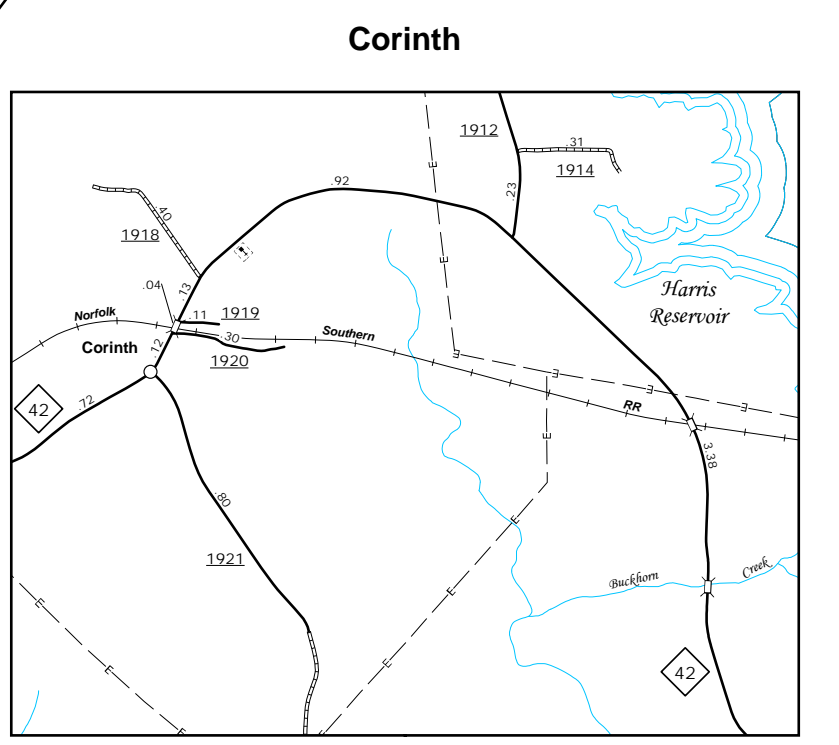 Corinth
1912
.31
1914
.92
.23
.40
1918
E
E
Harris
Reservoir
.04
.13
Norfolk
.11
1919
.30
Southern
Corinth
.12
1920
E
E
E
E
RR
42
.72
E
3.38
.80
E
1921
Buckhorn
Creek
E
E
E
E
42
E
E